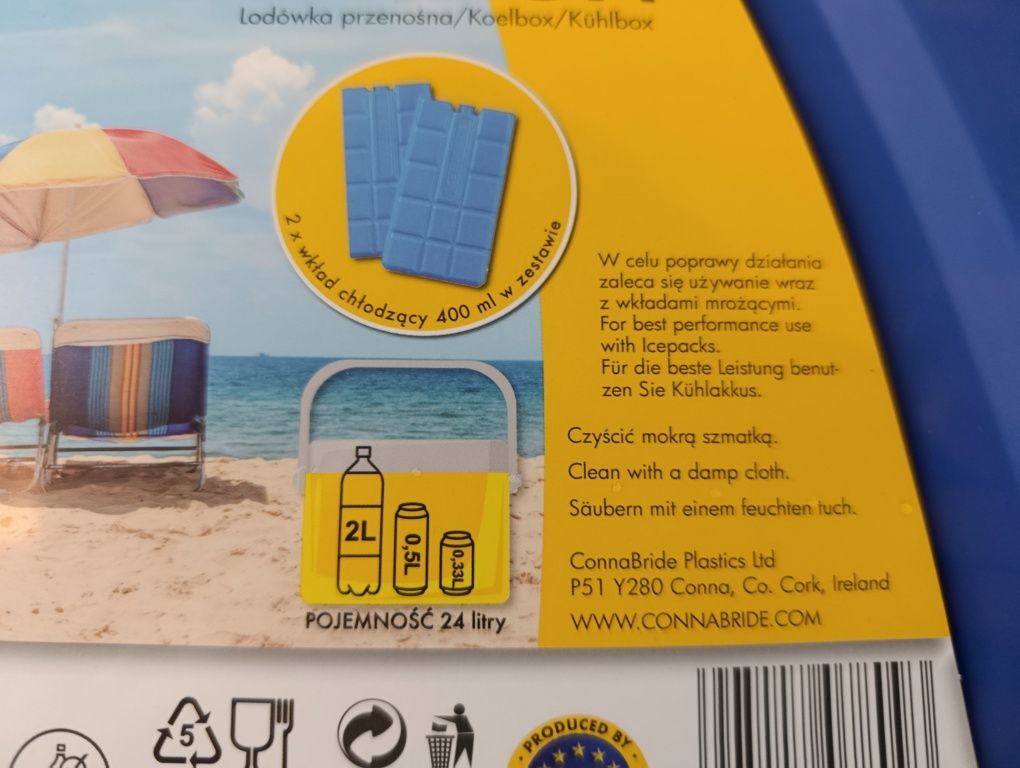 Lodówka przenośna/Koelbox/Kühlbox
2 x wkład chłodzący 400 ml w zestawie
W celu poprawy działania
zaleca się używanie wraz
z wkładami mrożącymi.
For best performance use
with Icepacks.
Für die beste Leistung benut-
zen Sie Kühlakkus.
Czyścić mokrą szmatką.
Clean with a damp cloth.
Säubern mit einem feuchten tuch.
2L
0,5L
0,33L
POJEMNOŚĆ 24 litry
ConnaBride Plastics Ltd
P51 Y280 Conna, Co. Cork, Ireland
WWW.CONNABRIDE.COM
5
• PRODUCED BY •